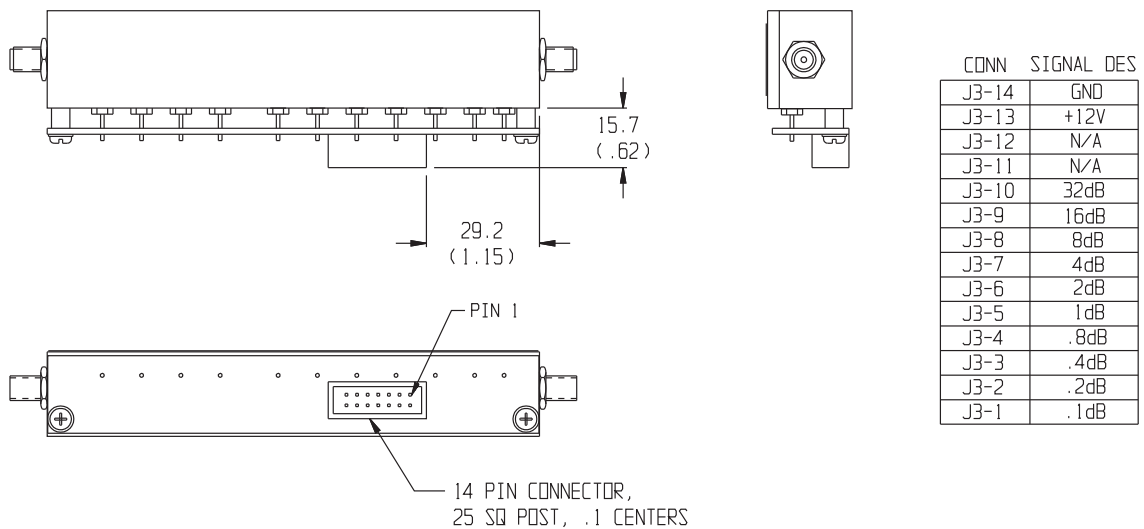 15.7
(.62)
29.2
(1.15)
PIN 1
14 PIN CONNECTOR,
25 SQ POST, .1 CENTERS
CONN SIGNAL DES
J3-14 GND
J3-13 +12V
J3-12 N/A
J3-11 N/A
J3-10 32dB
J3-9 16dB
J3-8 8dB
J3-7 4dB
J3-6 2dB
J3-5 1dB
J3-4 .8dB
J3-3 .4dB
J3-2 .2dB
J3-1 .1dB